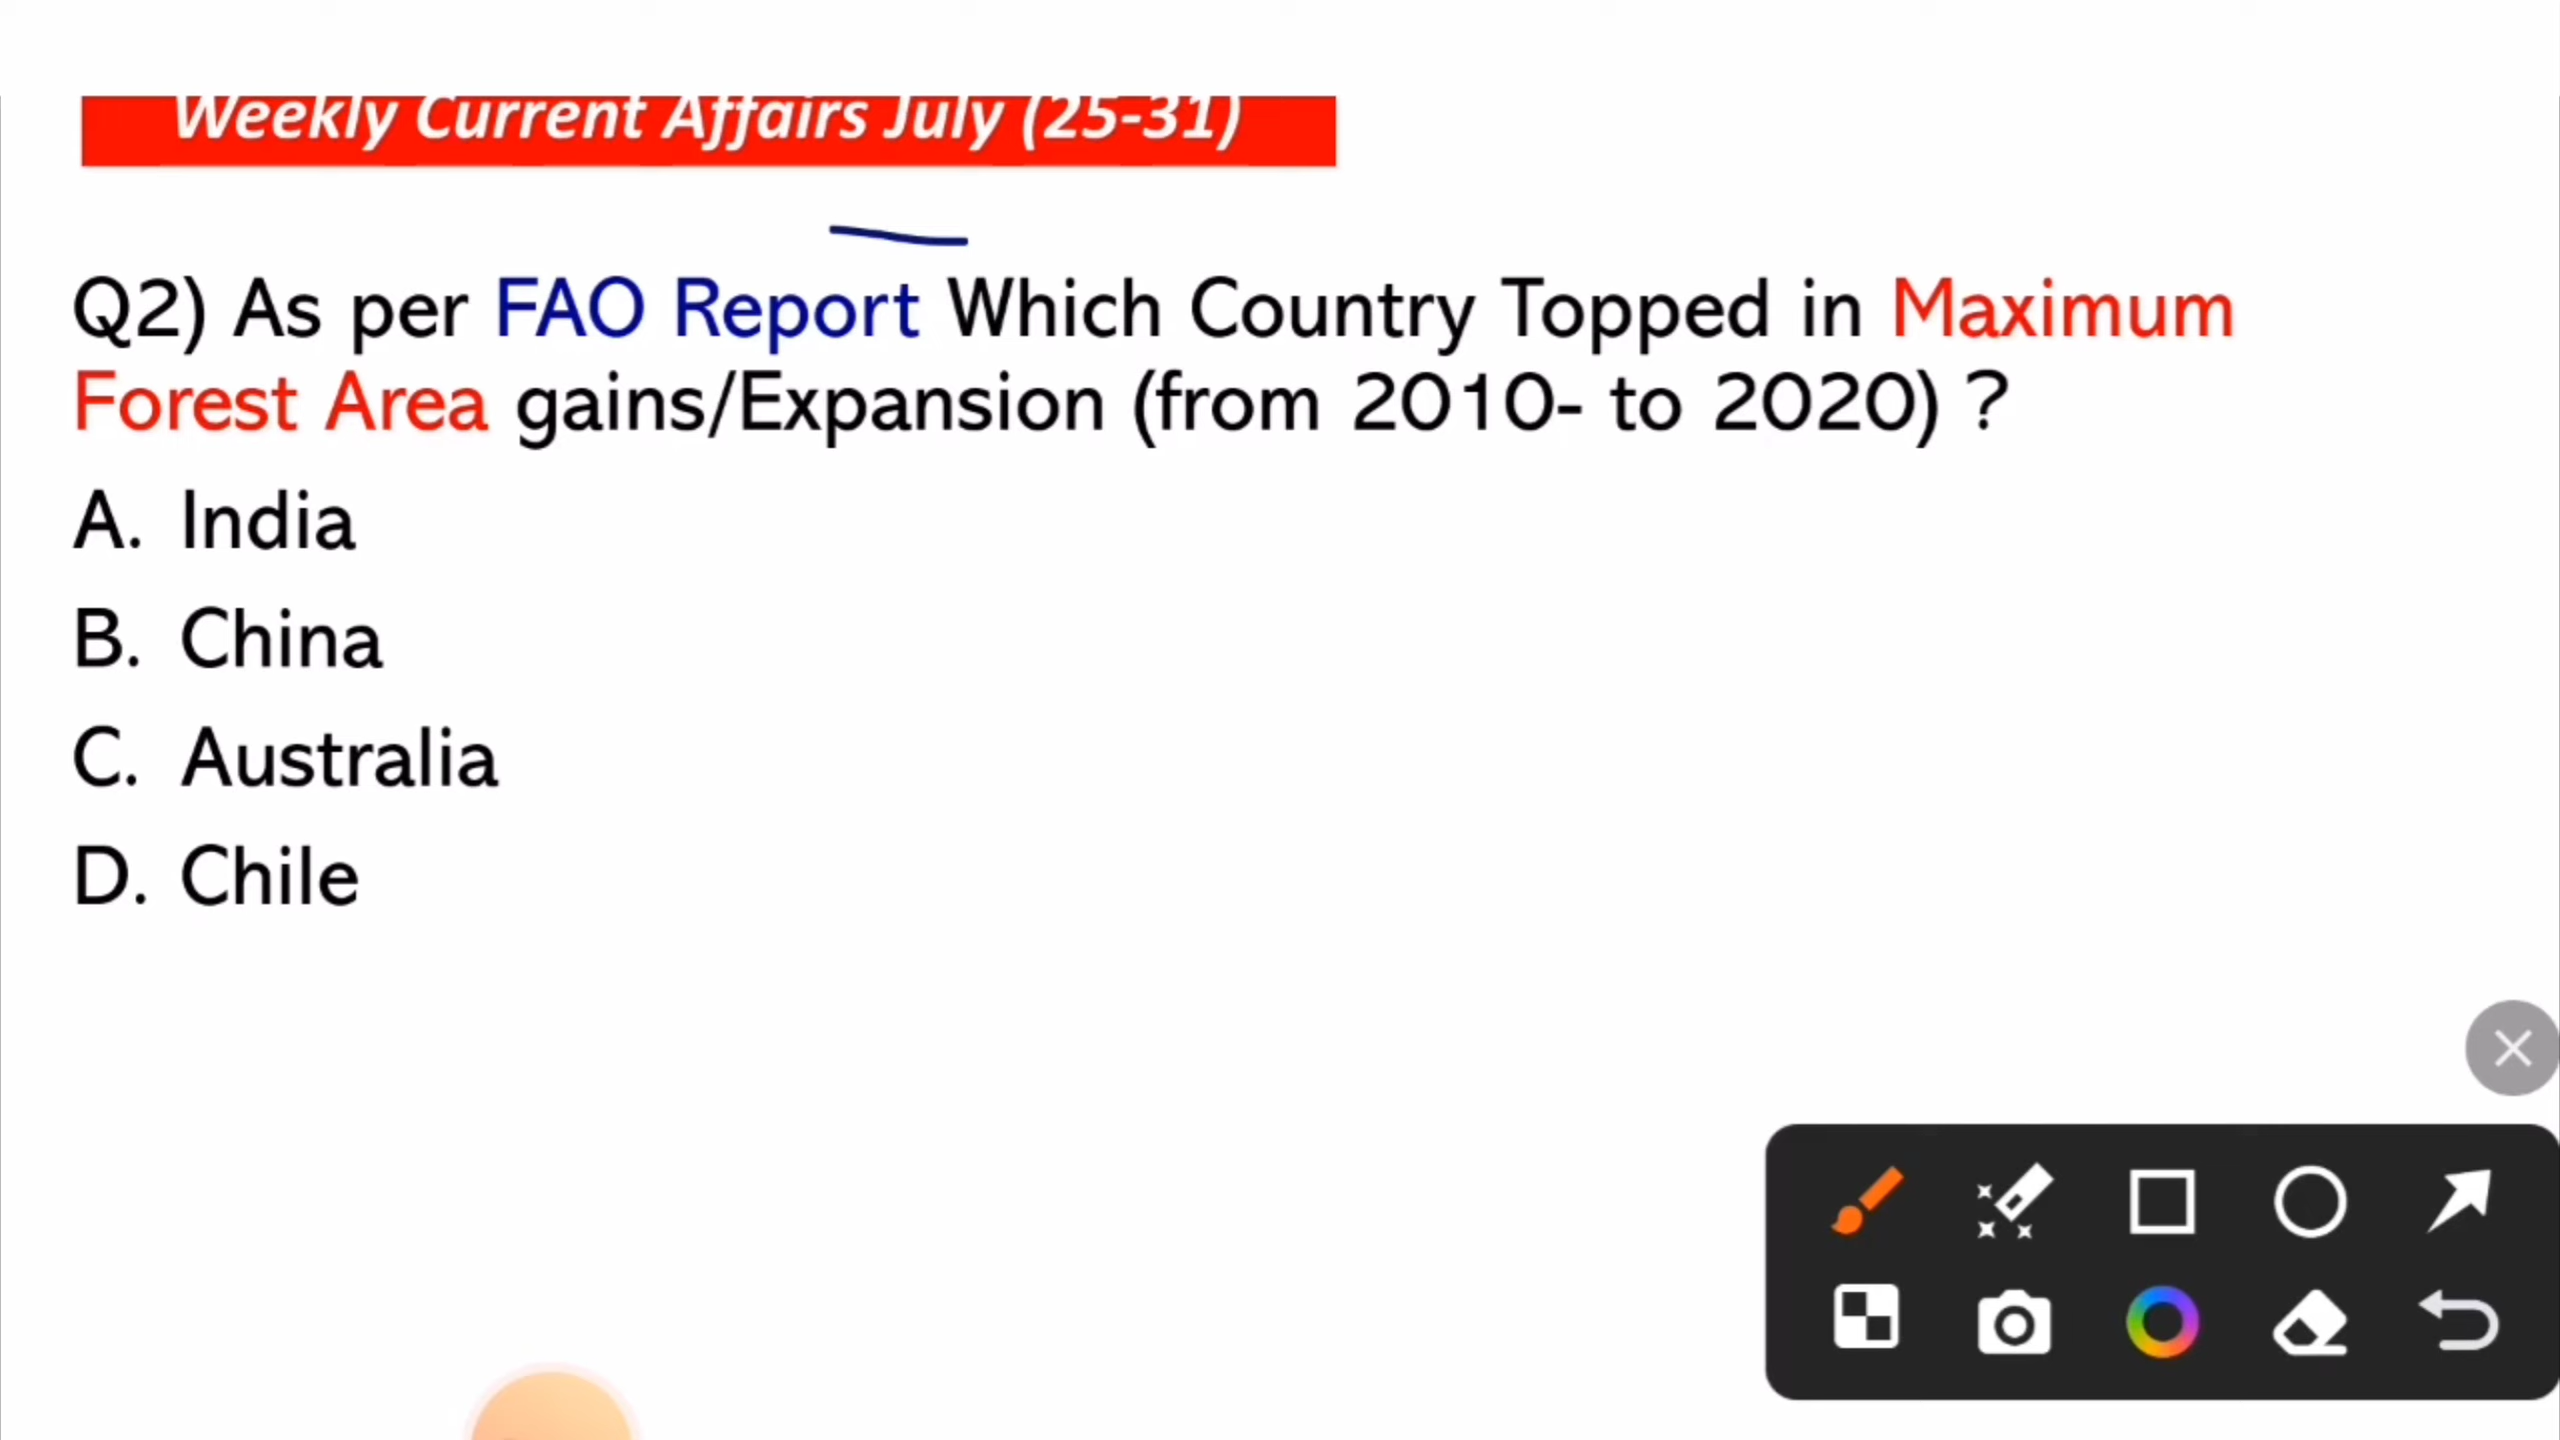 Weekly Current Affairs July (25-31)
Q2) As per FAO Report Which Country Topped in Maximum
Forest Area gains/Expansion (from 2010- to 2020) ?
A. India
B. China
C. Australia
D. Chile